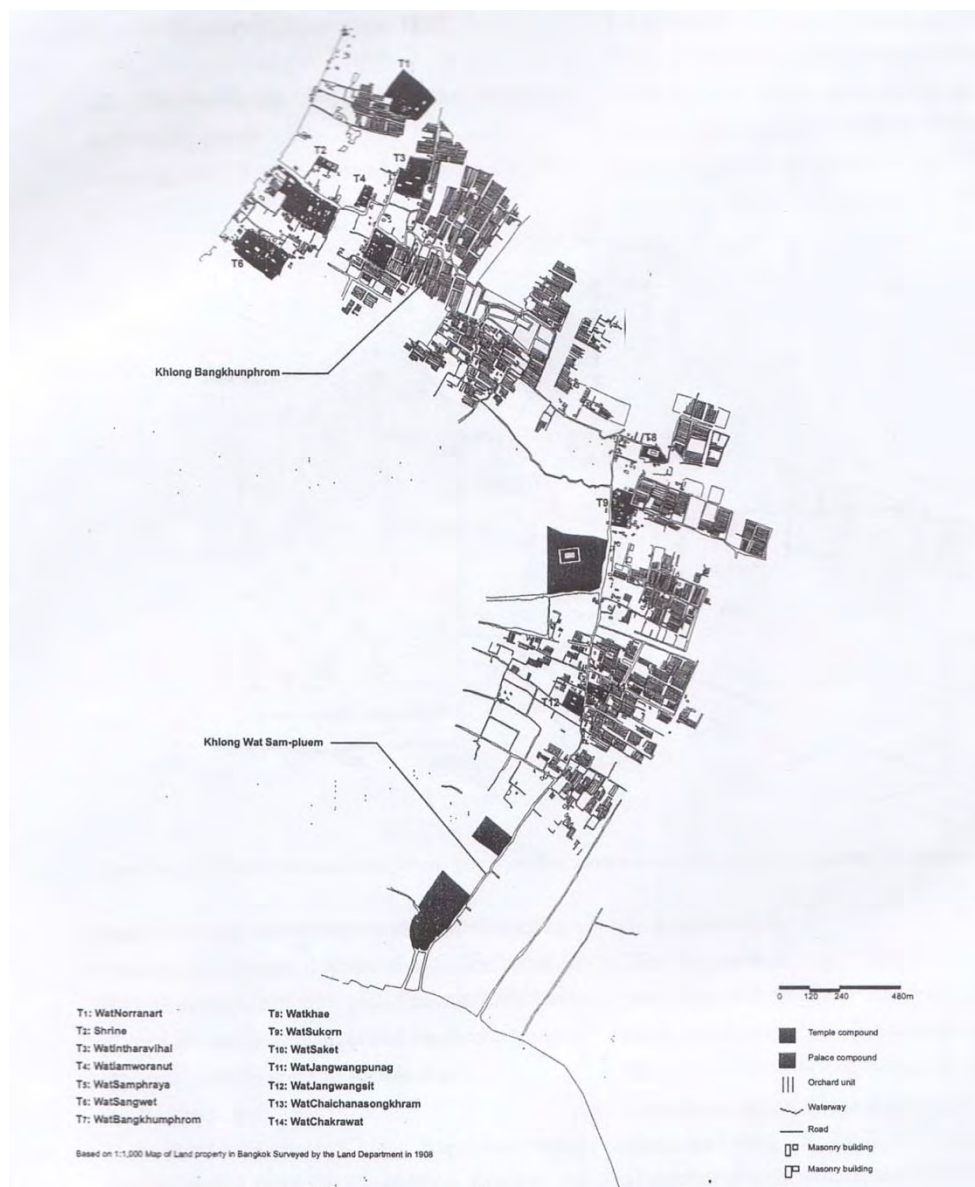 T1
T2
T3
T4
T6
Khlong Bangkhunphrom
T8
T9
T12
Khlong Wat Sam-pluem
T1: WatNorranart
T2: Shrine
T3: WatIntharavihal
T4: WatIamworanut
T5: WatSamphraya
T6: WatSangwet
T7: WatBangkhumphrom
T8: Watkhae
T9: WatSukorn
T10: WatSaket
T11: WatJangwangpunag
T12: WatJangwangsit
T13: WatChaichanasongkhram
T14: WatChakrawat
Based on 1:1,000 Map of Land property in Bangkok Surveyed by the Land Department in 1908
0 120 240 480m
Temple compound
Palace compound
Orchard unit
Waterway
Road
Masonry building
Masonry building